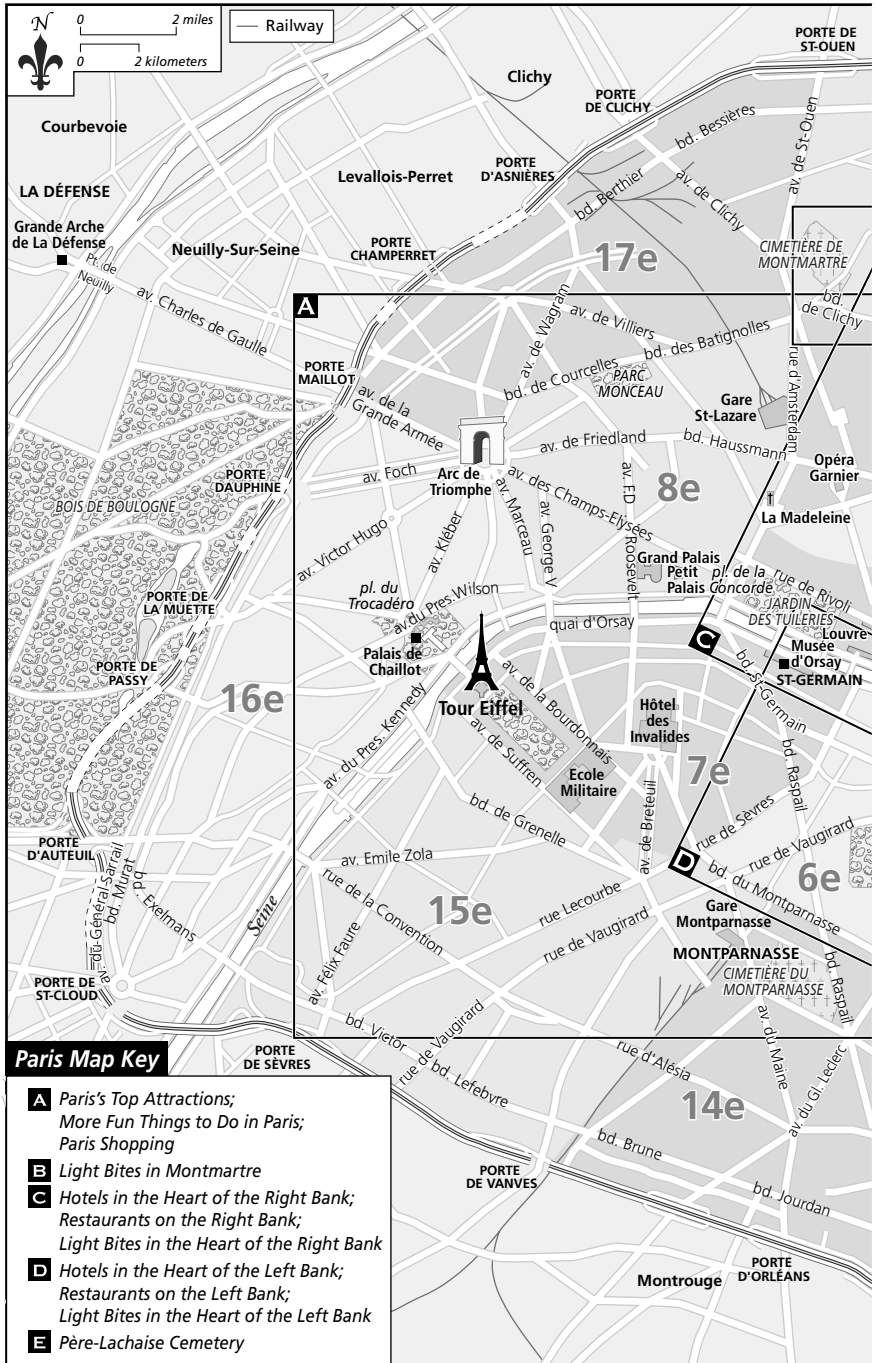 N
0 2 miles
0 2 kilometers
Railway
PORTE DE
ST-OUEN
Clichy
PORTE
DE CLICHY
bd. Bessières
av. de St-Ouen
Courbevoie
PORTE
D'ASNIÈRES
Levallois-Perret
bd. Berthier
av. de Clichy
LA DÉFENSE
Grande Arche
de La Défense
Neuilly-Sur-Seine
PORTE
CHAMPERRET
17e
CIMETIÈRE DE
MONTMARTRE
Pt. de
Neuilly
av. Charles de Gaulle
A
av. de Wagram
av. de Villiers
bd.
de Clichy
bd. des Batignolles
PORTE
MAILLOT
bd. de Courcelles
PARC
MONCEAU
rue d'Amsterdam
av. de la
Grande Armée
Gare
St-Lazare
av. de Friedland
bd. Haussmann
Opéra
Garnier
av. Foch
Arc de
Triomphe
PORTE
DAUPHINE
BOIS DE BOULOGNE
av. des Champs-Elysées
8e
av. F.D
Roosevelt
La Madeleine
av. Victor Hugo
av. Kléber
av. Marceau
av. George V
Grand Palais
Petit
Palais
pl. de la
Concorde
rue de Rivoli
PORTE DE
LA MUETTE
pl. du
Trocadéro
av.du Pres.Wilson
JARDIN
DES TUILERIES
quai d'Orsay
C
Louvre
Musée
d'Orsay
ST-GERMAIN
Palais de
Chaillot
PORTE DE
PASSY
16e
Tour Eiffel
av. de la Bourdonnais
bd. St-Germain
Hôtel
des
Invalides
av. du Pres. Kennedy
av. de Suffren
Ecole
Militaire
7e
bd. Raspail
bd. de Grenelle
av. de Breteuil
rue de Sèvres
PORTE
D'AUTEUIL
av. Emile Zola
D
rue de Vaugirard
bd. du Montparnasse
6e
av. du Général-Sarrail
bd. Murat
bd. Exelmans
Seine
rue de la Convention
15e
rue Lecourbe
Gare
Montparnasse
rue de Vaugirard
MONTPARNASSE
CIMETIÈRE DU
MONTPARNASSE
bd. Raspail
PORTE DE
ST-CLOUD
av. Félix Faure
bd. Victor
rue de Vaugirard
PORTE
DE SÈVRES
bd. Lefebvre
rue d'Alésia
av. du Maine
av. du Gl. Leclerc
14e
bd. Brune
PORTE
DE VANVES
bd. Jourdan
PORTE
D'ORLÉANS
Montrouge
Paris Map Key
A Paris's Top Attractions;
More Fun Things to Do in Paris;
Paris Shopping
B Light Bites in Montmartre
C Hotels in the Heart of the Right Bank;
Restaurants on the Right Bank;
Light Bites in the Heart of the Right Bank
D Hotels in the Heart of the Left Bank;
Restaurants on the Left Bank;
Light Bites in the Heart of the Left Bank
E Père-Lachaise Cemetery